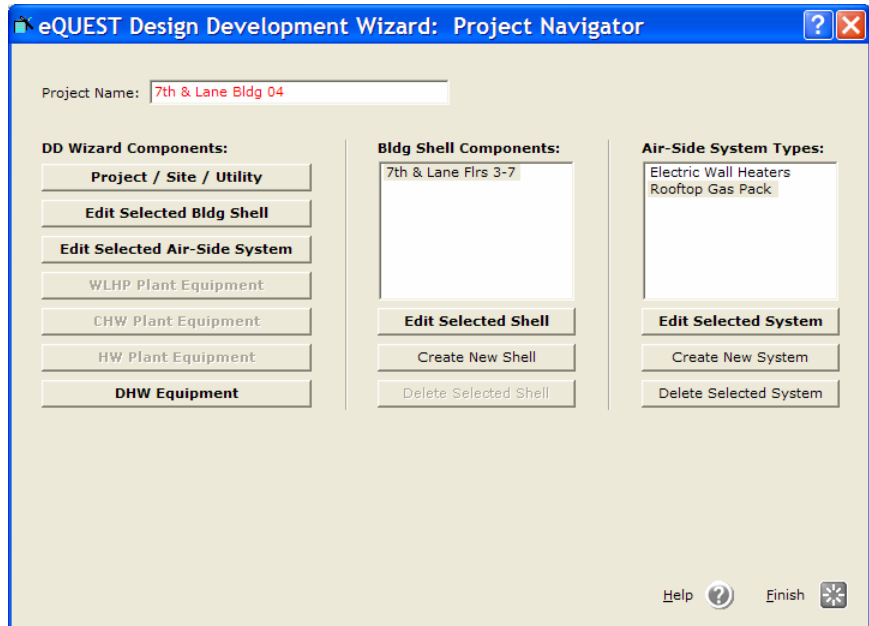 eQUEST Design Development Wizard: Project Navigator
Project Name: 7th & Lane Bldg 04
DD Wizard Components:
Project / Site / Utility
Edit Selected Bldg Shell
Edit Selected Air-Side System
WLHP Plant Equipment
CHW Plant Equipment
HW Plant Equipment
DHW Equipment
Bldg Shell Components:
7th & Lane Flrs 3-7
Edit Selected Shell
Create New Shell
Delete Selected Shell
Air-Side System Types:
Electric Wall Heaters
Rooftop Gas Pack
Edit Selected System
Create New System
Delete Selected System
Help ? Finish